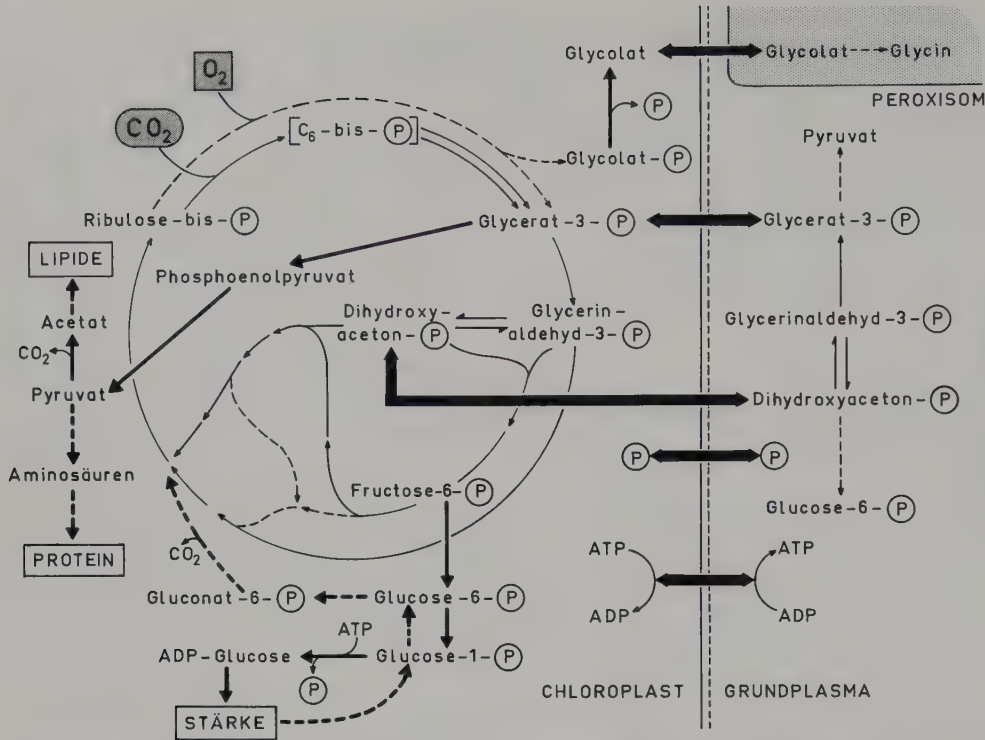 Glycolat
Glycolat
Glycin
PEROXISOM
O2
CO2
P
[C6-bis-P]
Glycolat-P
Pyruvat
Ribulose-bis-P
Glycerat-3-P
Glycerat-3-P
LIPIDE
Phosphoenolpyruvat
Acetat
CO2
Dihydroxy-
aceton-P
Glycerin-
aldehyd-3-P
Glycerinaldehyd-3-P
Pyruvat
Dihydroxyaceton-P
P
P
Aminosäuren
Fructose-6-P
Glucose-6-P
PROTEIN
CO2
ATP
ADP
ATP
ADP
Gluconat-6-P
Glucose-6-P
ATP
ADP-Glucose
P
Glucose-1-P
STÄRKE
CHLOROPLAST
GRUNDPLASMA